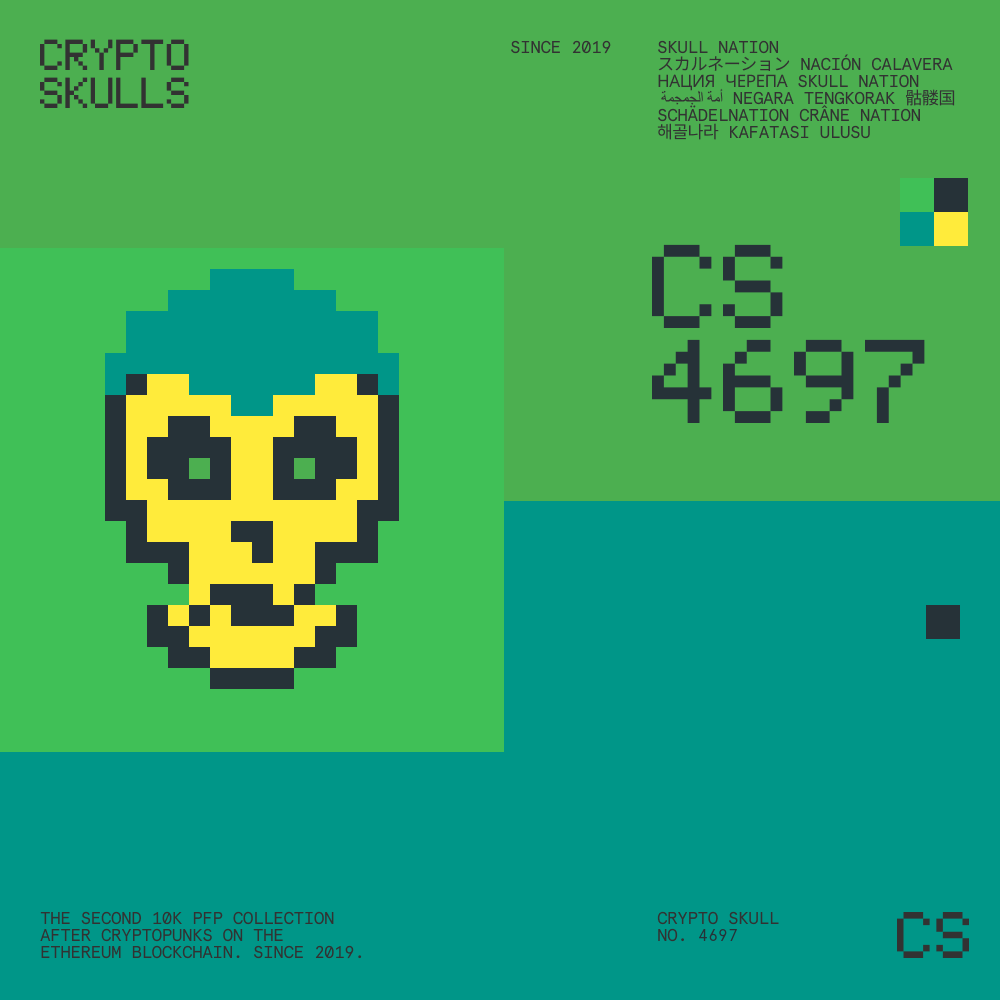 CRYPTO
SKULLS
SINCE 2019
SKULL NATION
スカルネーション NACIÓN CALAVERA
НАЦИЯ ЧЕРЕПА SKULL NATION
أمة الجمجمة NEGARA TENGKORAK 骷髅国
SCHÄDELNATION CRÂNE NATION
해골나라 KAFATASI ULUSU
CS
4697
THE SECOND 10K PFP COLLECTION
AFTER CRYPTOPUNKS ON THE
ETHEREUM BLOCKCHAIN. SINCE 2019.
CRYPTO SKULL
NO. 4697
CS